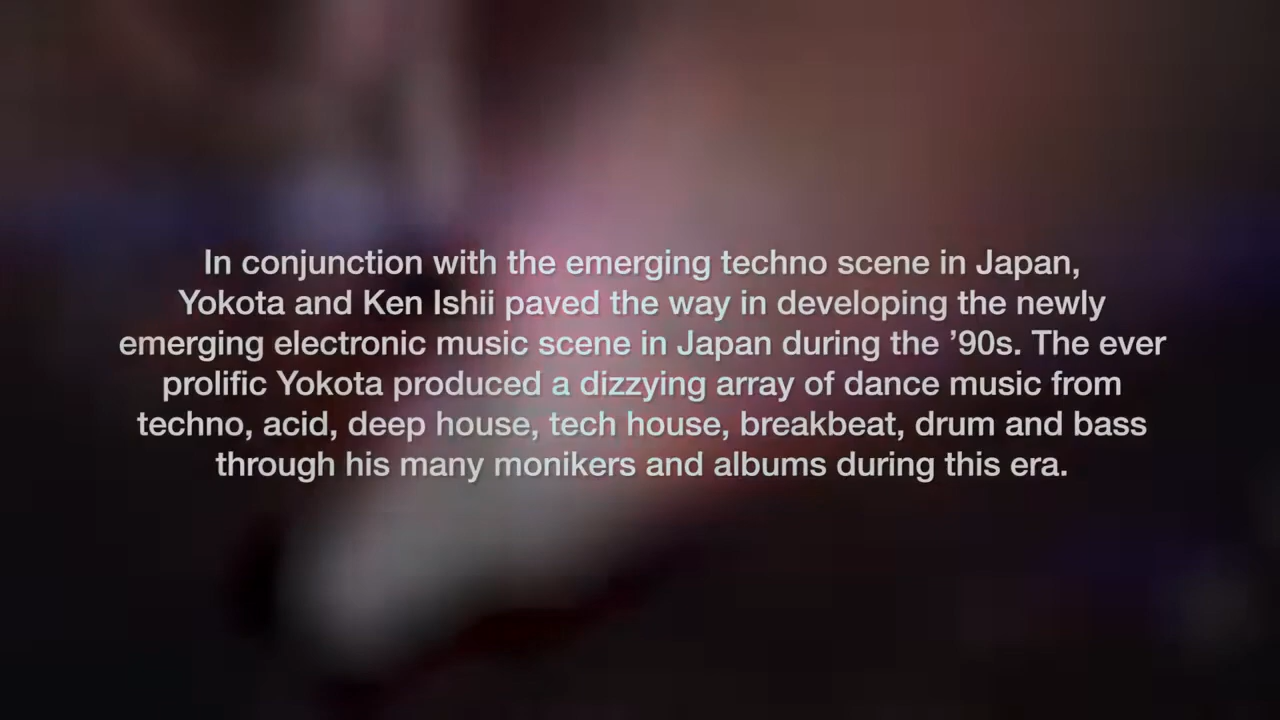 In conjunction with the emerging techno scene in Japan,
Yokota and Ken Ishii paved the way in developing the newly
emerging electronic music scene in Japan during the ’90s. The ever
prolific Yokota produced a dizzying array of dance music from
techno, acid, deep house, tech house, breakbeat, drum and bass
through his many monikers and albums during this era.